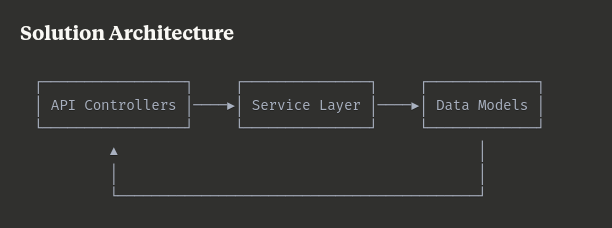 Solution Architecture
API Controllers
Service Layer
Data Models